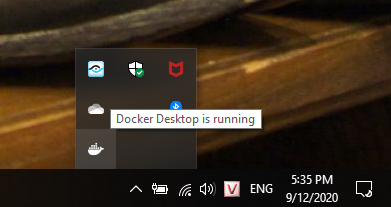 Docker Desktop is running
V ENG
5:35 PM
9/12/2020